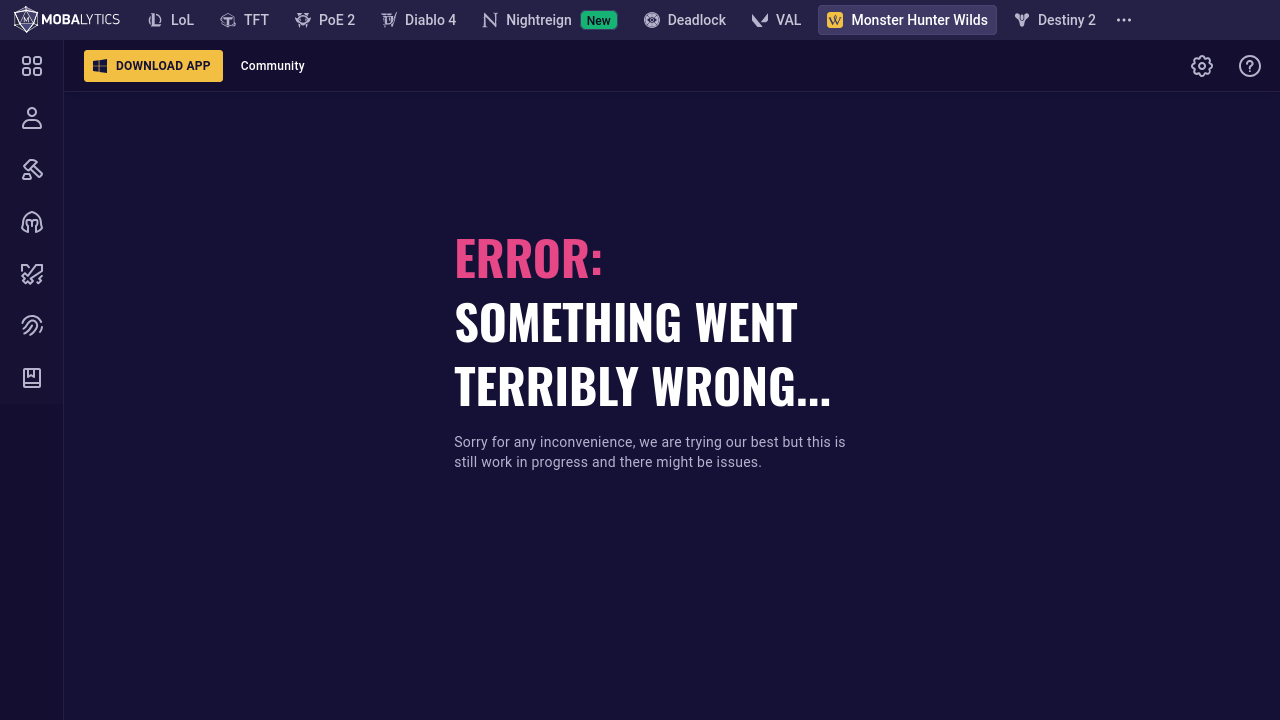 MOBALYTICS
LoL
TFT
PoE 2
Diablo 4
Nightreign New
Deadlock
VAL
Monster Hunter Wilds
Destiny 2
DOWNLOAD APP
Community
ERROR:
SOMETHING WENT
TERRIBLY WRONG...
Sorry for any inconvenience, we are trying our best but this is
still work in progress and there might be issues.